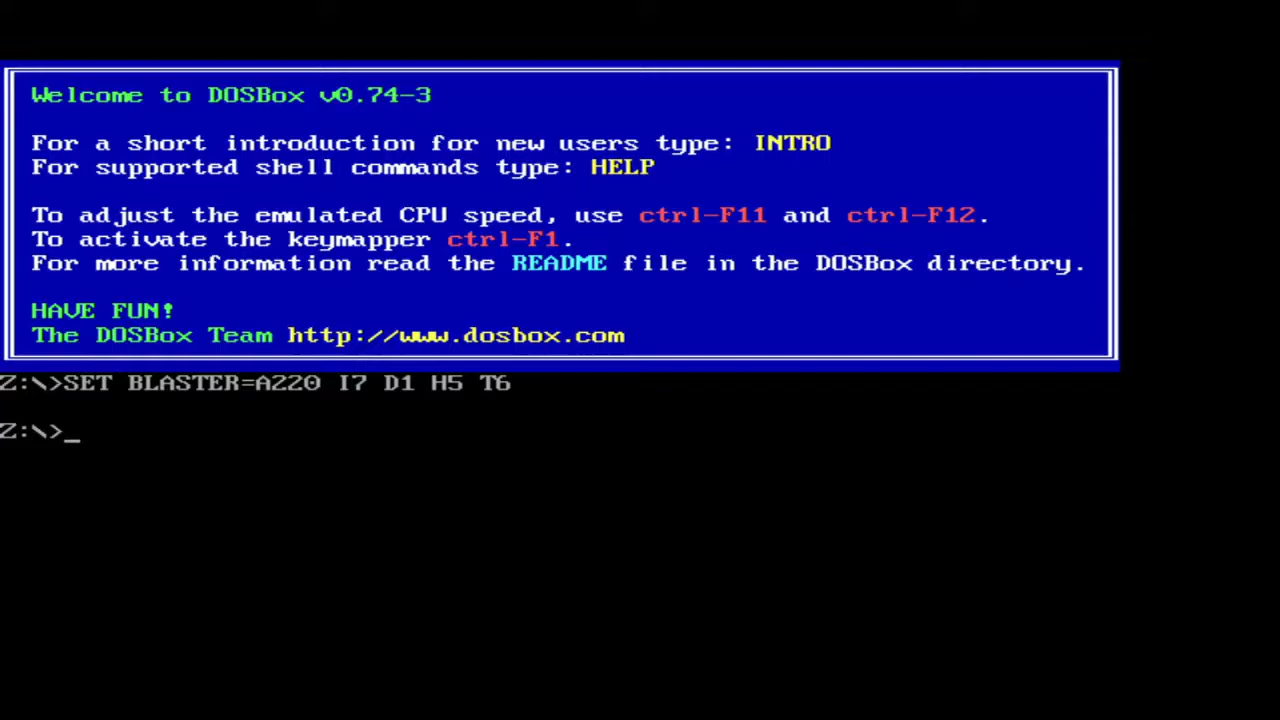 Welcome to DOSBox v0.74-3
For a short introduction for new users type: INTRO
For supported shell commands type: HELP
To adjust the emulated CPU speed, use ctrl-F11 and ctrl-F12.
To activate the keymapper ctrl-F1.
For more information read the README file in the DOSBox directory.
HAVE FUN!
The DOSBox Team http://www.dosbox.com
Z:\>SET BLASTER=A220 I7 D1 H5 T6
Z:\>_